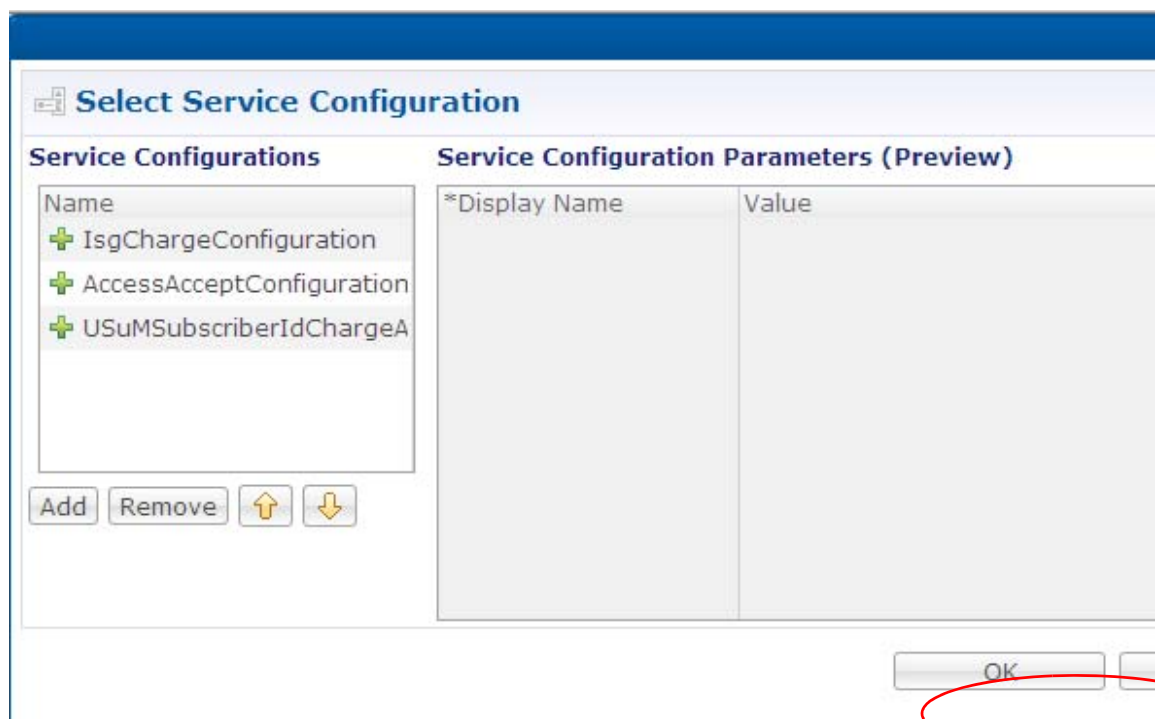 Select Service Configuration
Service Configurations
Service Configuration Parameters (Preview)
Name
*Display Name
Value
IsgChargeConfiguration
AccessAcceptConfiguration
USuMSubscriberIdChargeA
Add
Remove
OK